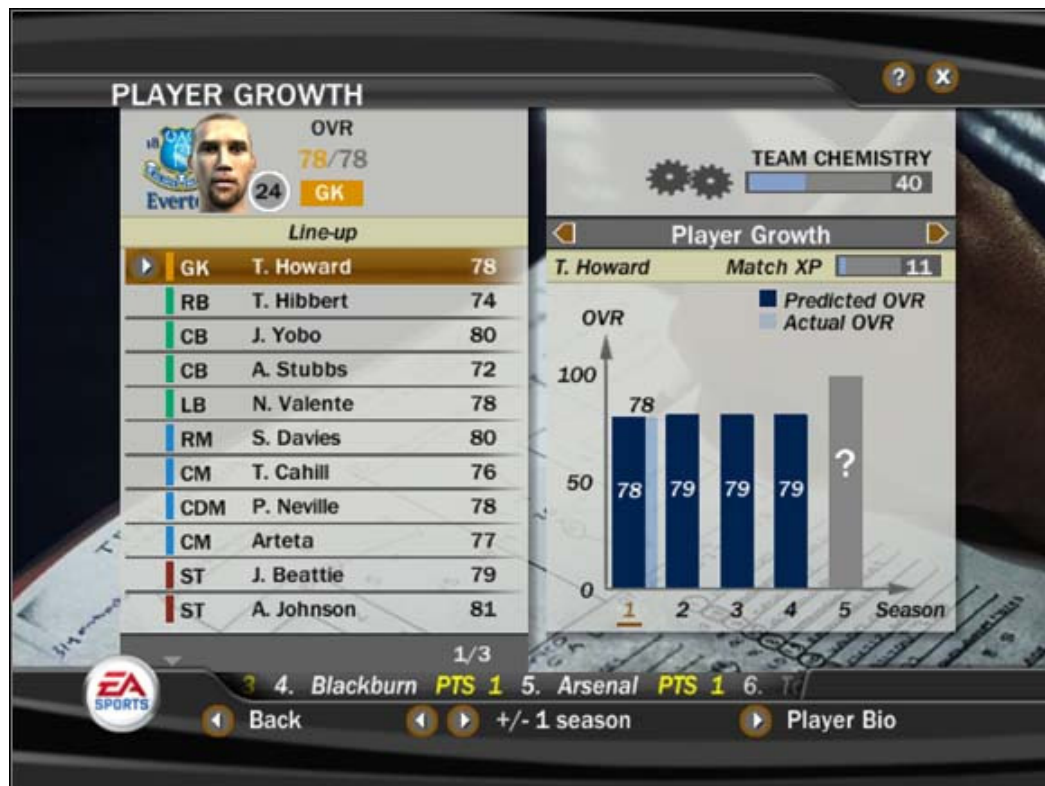 ? X
PLAYER GROWTH
OVR
78/78
24 GK
Line-up
GK T. Howard 78
RB T. Hibbert 74
CB J. Yobo 80
CB A. Stubbs 72
LB N. Valente 78
RM S. Davies 80
CM T. Cahill 76
CDM P. Neville 78
CM Arteta 77
ST J. Beattie 79
ST A. Johnson 81
1/3
TEAM CHEMISTRY
40
Player Growth
T. Howard Match XP 11
Predicted OVR
Actual OVR
OVR
100
50
0
78
78 79 79 79 ?
1 2 3 4 5 Season
3 4. Blackburn PTS 1 5. Arsenal PTS 1 6.
EA
SPORTS
Back +/- 1 season Player Bio